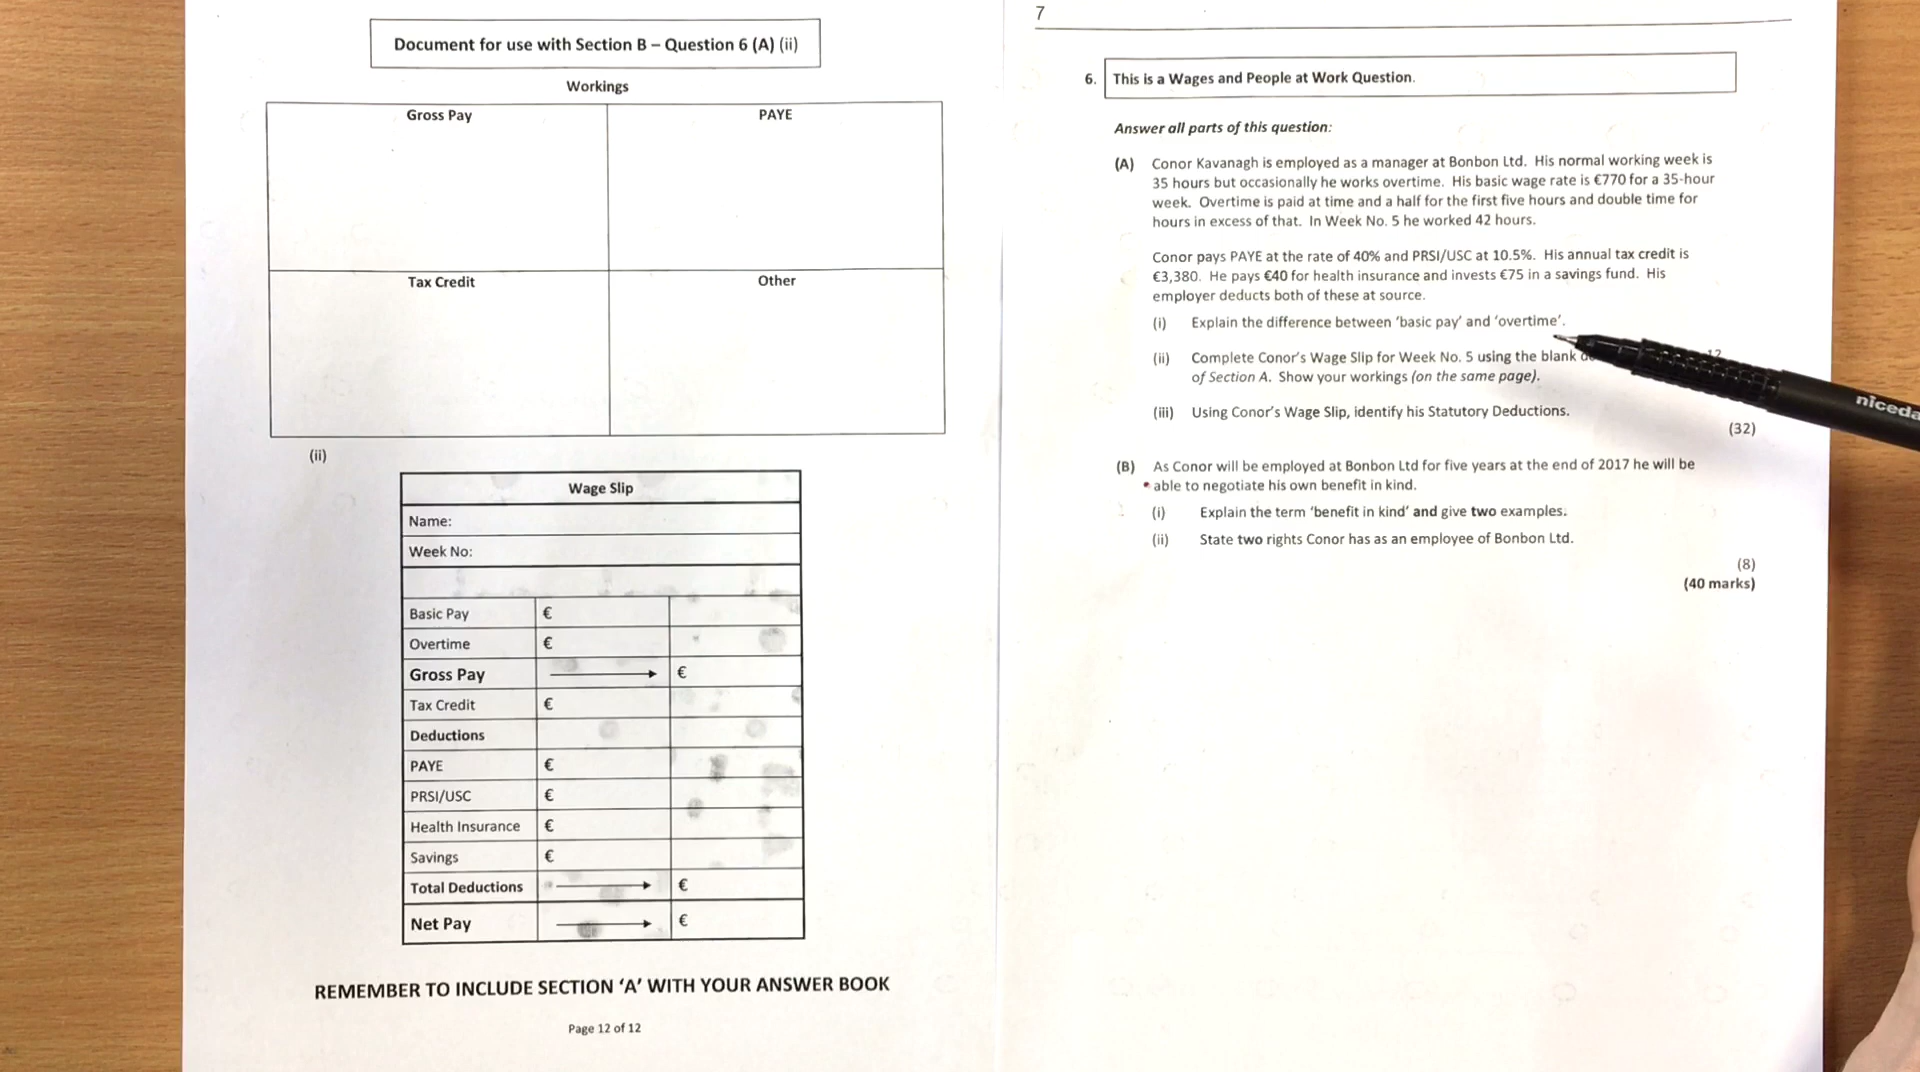 Document for use with Section B – Question 6 (A) (ii)
Workings
Gross Pay
PAYE
Tax Credit
Other
(ii)
Wage Slip
Name:
Week No:
Basic Pay €
Overtime €
Gross Pay €
Tax Credit €
Deductions
PAYE €
PRSI/USC €
Health Insurance €
Savings €
Total Deductions €
Net Pay €
REMEMBER TO INCLUDE SECTION ‘A’ WITH YOUR ANSWER BOOK
Page 12 of 12
7
6. This is a Wages and People at Work Question.
Answer all parts of this question:
(A) Conor Kavanagh is employed as a manager at Bonbon Ltd. His normal working week is
35 hours but occasionally he works overtime. His basic wage rate is €770 for a 35-hour
week. Overtime is paid at time and a half for the first five hours and double time for
hours in excess of that. In Week No. 5 he worked 42 hours.
Conor pays PAYE at the rate of 40% and PRSI/USC at 10.5%. His annual tax credit is
€3,380. He pays €40 for health insurance and invests €75 in a savings fund. His
employer deducts both of these at source.
(i) Explain the difference between ‘basic pay’ and ‘overtime’.
(ii) Complete Conor’s Wage Slip for Week No. 5 using the blank 12
of Section A. Show your workings (on the same page).
(iii) Using Conor’s Wage Slip, identify his Statutory Deductions.
(32)
(B) As Conor will be employed at Bonbon Ltd for five years at the end of 2017 he will be
able to negotiate his own benefit in kind.
(i) Explain the term ‘benefit in kind’ and give two examples.
(ii) State two rights Conor has as an employee of Bonbon Ltd.
(8)
(40 marks)
niceda